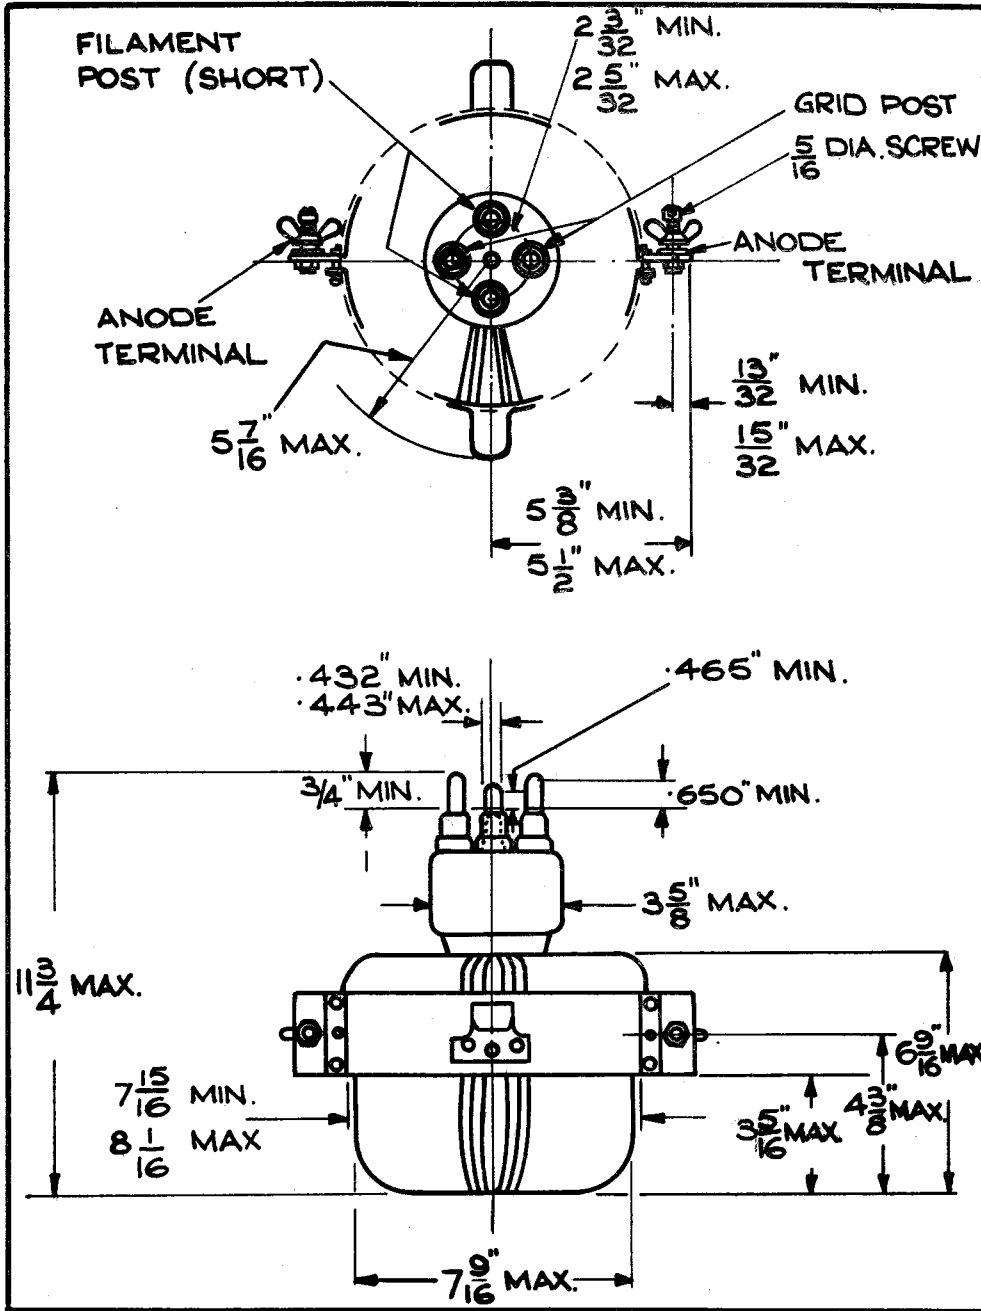 FILAMENT
POST (SHORT)
2 3/32" MIN.
2 5/32" MAX.
GRID POST
5/16 DIA. SCREW
ANODE
TERMINAL
ANODE
TERMINAL
13/32" MIN.
15/32" MAX.
5 7/16" MAX.
5 3/8" MIN.
5 1/2" MAX.
.432" MIN.
.443" MAX.
.465" MIN.
3/4" MIN.
.650" MIN.
3 5/8" MAX.
11 3/4 MAX.
6 9/16" MAX
4 3/8" MAX.
3 5/16" MAX
7 15/16 MIN.
8 1/16 MAX
7 9/16" MAX.